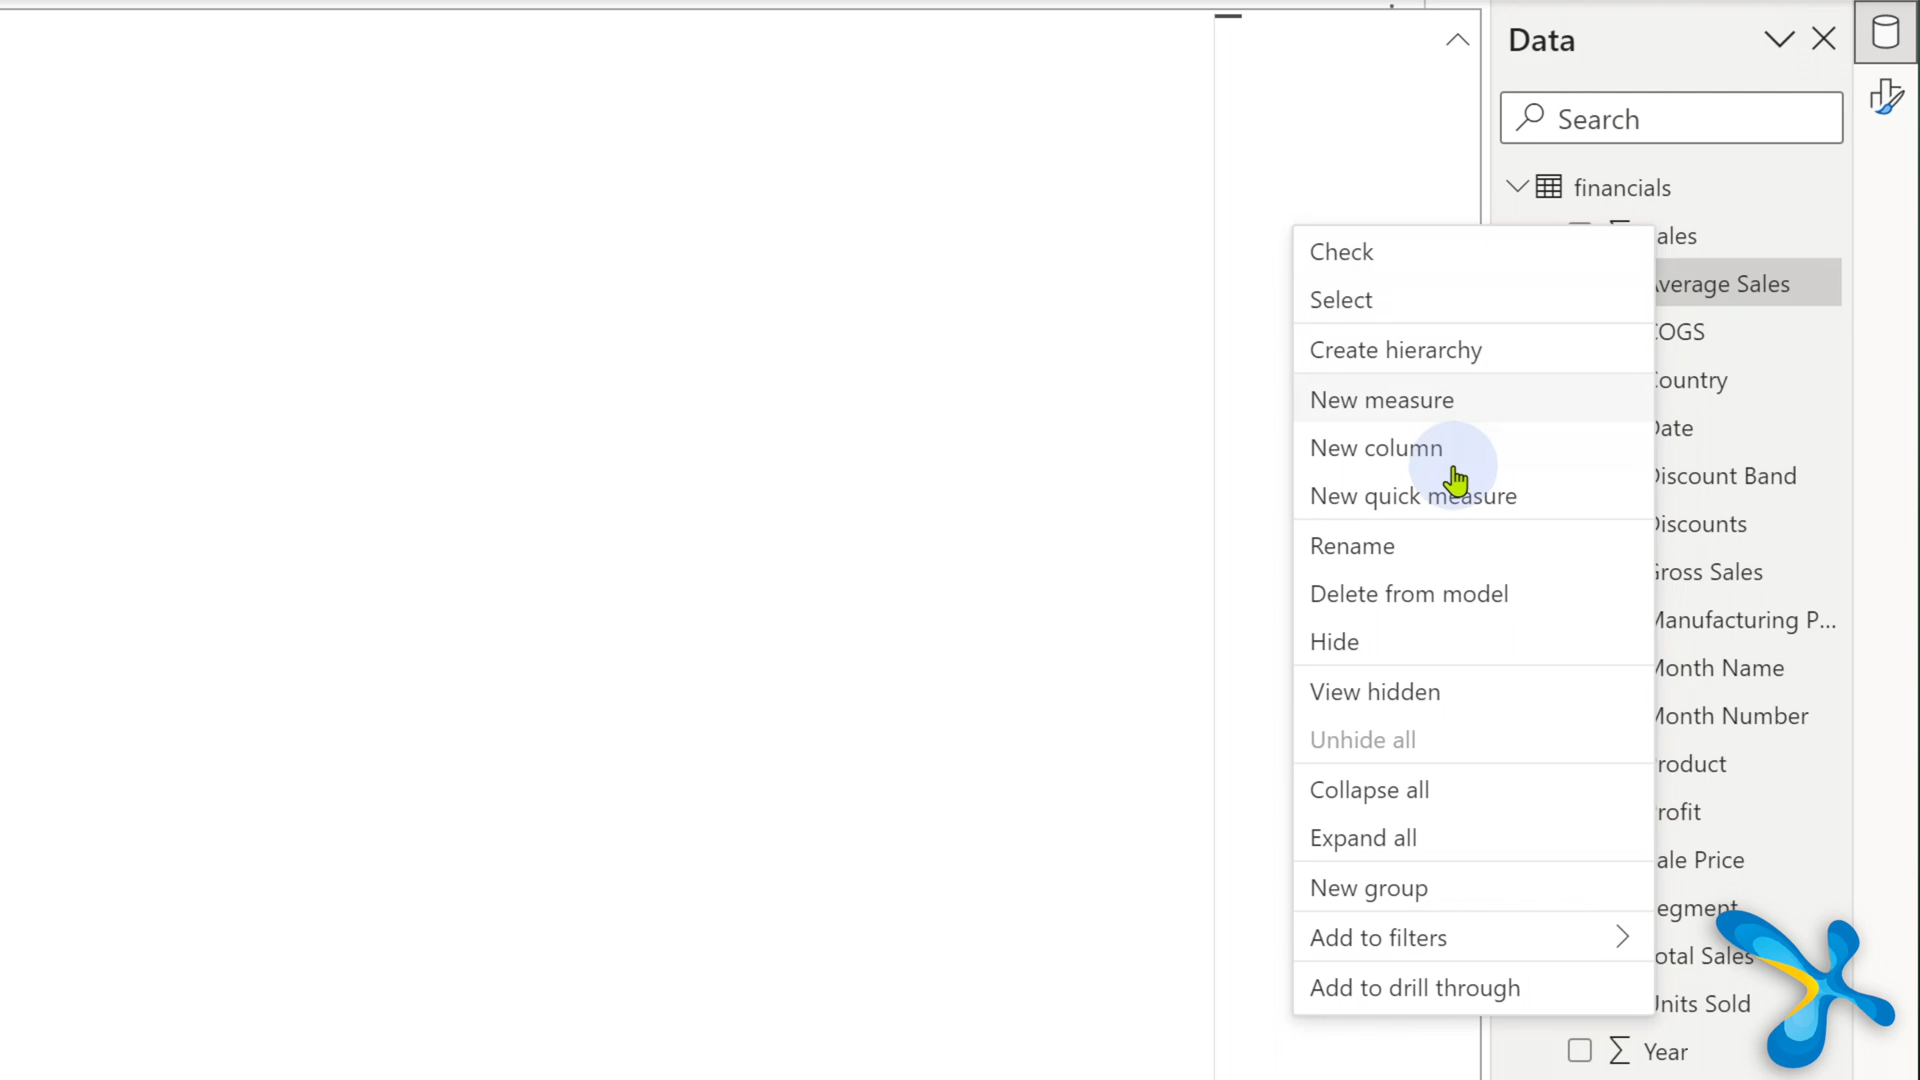 Data
Search
financials
ales
Check
Select
Create hierarchy
New measure
New column
New quick measure
Rename
Delete from model
Hide
View hidden
Unhide all
Collapse all
Expand all
New group
Add to filters
Add to drill through
verage Sales
OGS
ountry
ate
iscount Band
iscounts
ross Sales
Manufacturing P...
Month Name
Month Number
roduct
rofit
ale Price
egment
otal Sales
nits Sold
Year